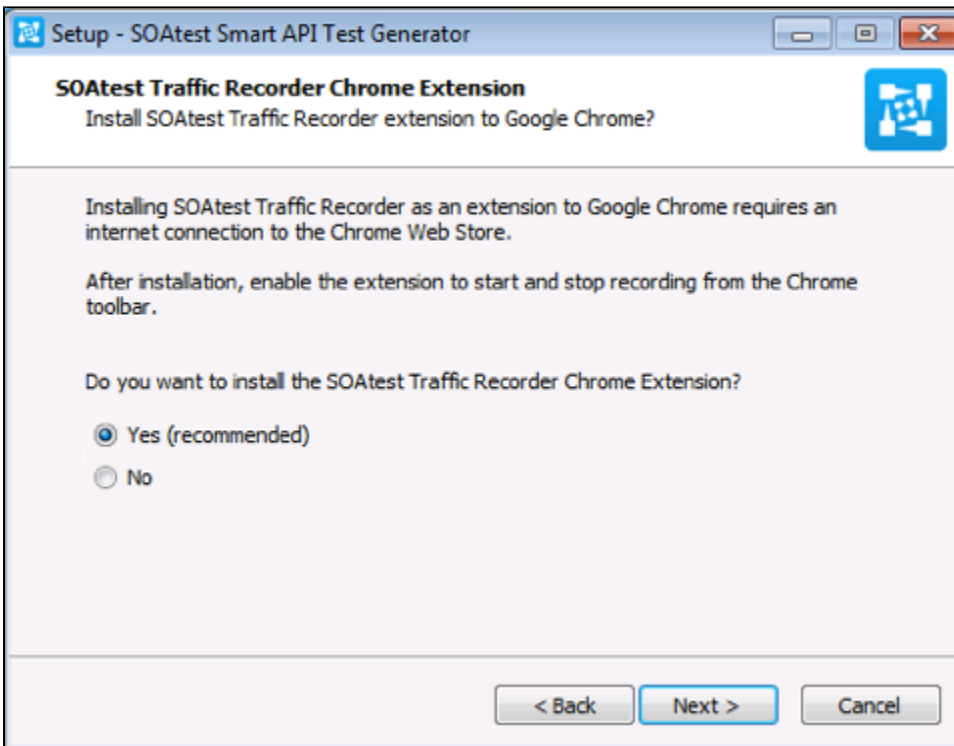 Setup - SOAtest Smart API Test Generator
SOAtest Traffic Recorder Chrome Extension
Install SOAtest Traffic Recorder extension to Google Chrome?
Installing SOAtest Traffic Recorder as an extension to Google Chrome requires an
internet connection to the Chrome Web Store.
After installation, enable the extension to start and stop recording from the Chrome
toolbar.
Do you want to install the SOAtest Traffic Recorder Chrome Extension?
Yes (recommended)
No
< Back
Next >
Cancel